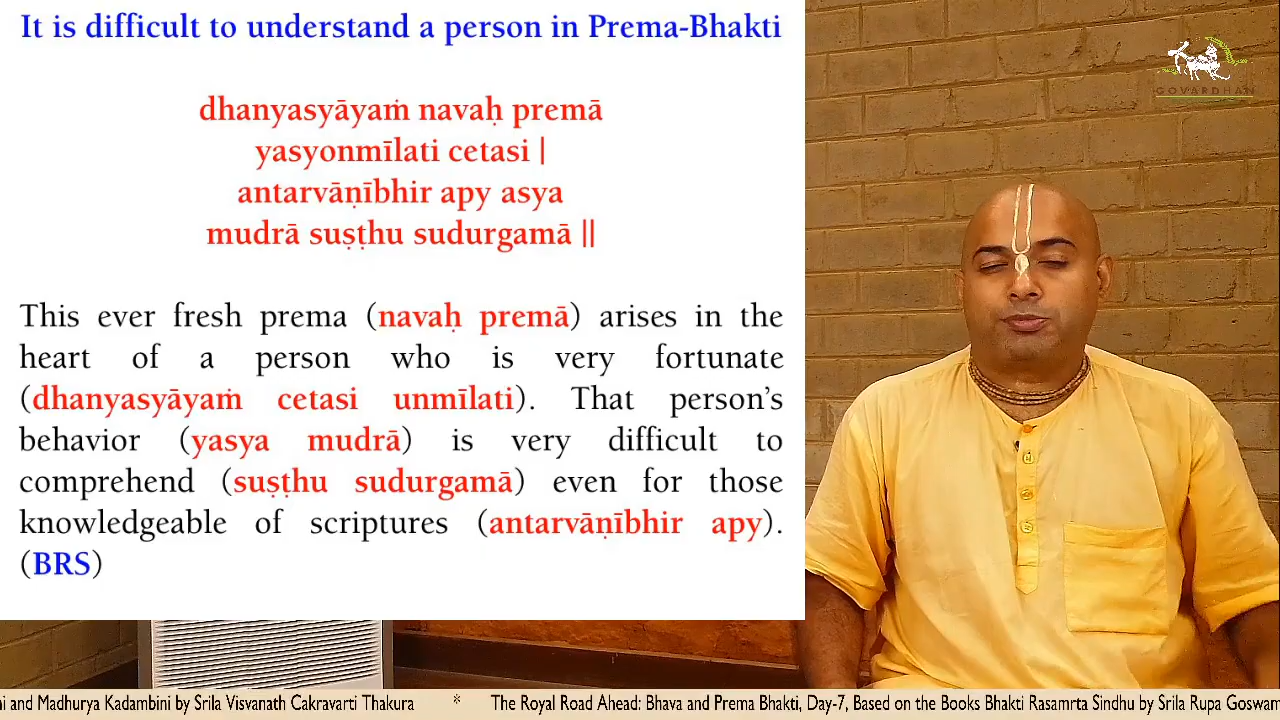 It is difficult to understand a person in Prema-Bhakti
dhanyasyāyaṁ navaḥ premā
yasyonmīlati cetasi |
antarvāṇībhir apy asya
mudrā suṣṭhu sudurgamā ||
This ever fresh prema (navaḥ premā) arises in the
heart of a person who is very fortunate
(dhanyasyāyaṁ cetasi unmīlati). That person's
behavior (yasya mudrā) is very difficult to
comprehend (suṣṭhu sudurgamā) even for those
knowledgeable of scriptures (antarvāṇībhir apy).
(BRS)
GOVARDHAN
ni and Madhurya Kadambini by Srila Visvanath Cakravarti Thakura * The Royal Road Ahead: Bhava and Prema Bhakti, Day-7, Based on the Books Bhakti Rasamrta Sindhu by Srila Rupa Goswam